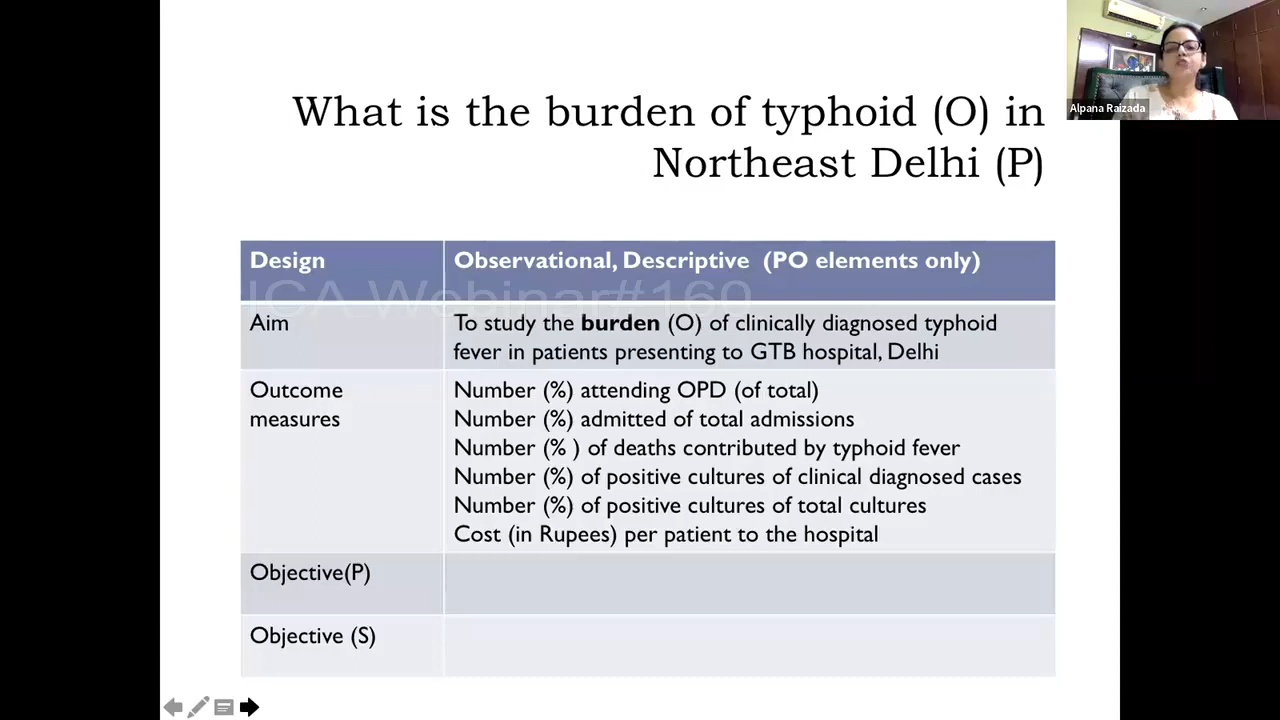 Alpana Raizada
What is the burden of typhoid (O) in
Northeast Delhi (P)
Design
Observational, Descriptive (PO elements only)
ICA Webinar#160
Aim
To study the burden (O) of clinically diagnosed typhoid
fever in patients presenting to GTB hospital, Delhi
Outcome
measures
Number (%) attending OPD (of total)
Number (%) admitted of total admissions
Number (% ) of deaths contributed by typhoid fever
Number (%) of positive cultures of clinical diagnosed cases
Number (%) of positive cultures of total cultures
Cost (in Rupees) per patient to the hospital
Objective(P)
Objective (S)